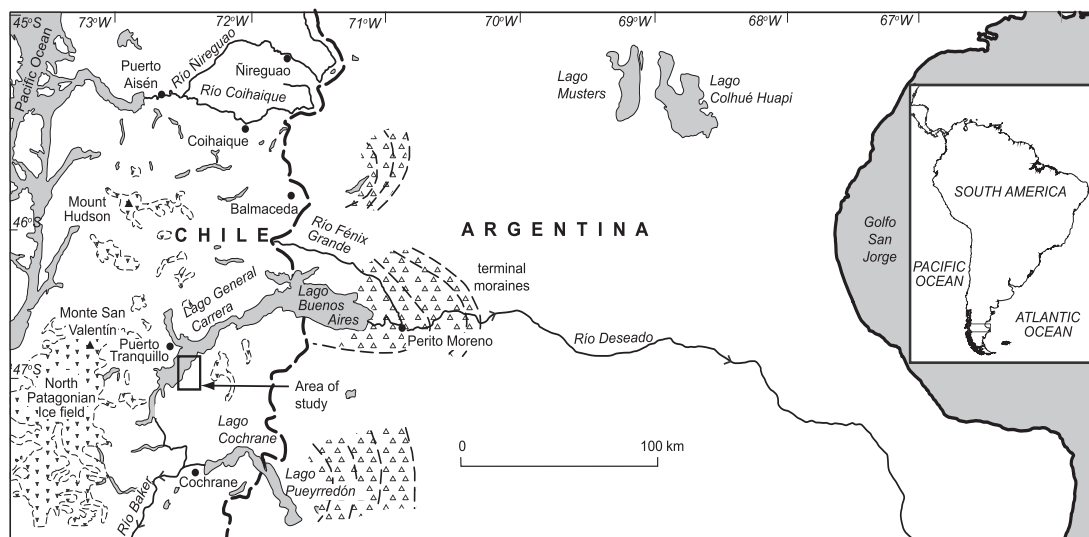 45°S
73°W
72°W
71°W
70°W
69°W
68°W
67°W
Pacific Ocean
Puerto
Aisén
Río Ñireguao
Ñireguao
Río Coihaique
Coihaique
Lago
Musters
Lago
Colhué Huapi
Mount
Hudson
Balmaceda
46°S
CHILE
ARGENTINA
Río Fénix
Grande
terminal
moraines
Golfo
San
Jorge
SOUTH AMERICA
PACIFIC
OCEAN
ATLANTIC
OCEAN
Lago General
Carrera
Lago
Buenos
Aires
Monte San
Valentín
Puerto
Tranquillo
Perito Moreno
Río Deseado
47°S
North
Patagonian
Ice field
Area of
study
Lago
Cochrane
0
100 km
Cochrane
Lago
Pueyrredón
Río Baker